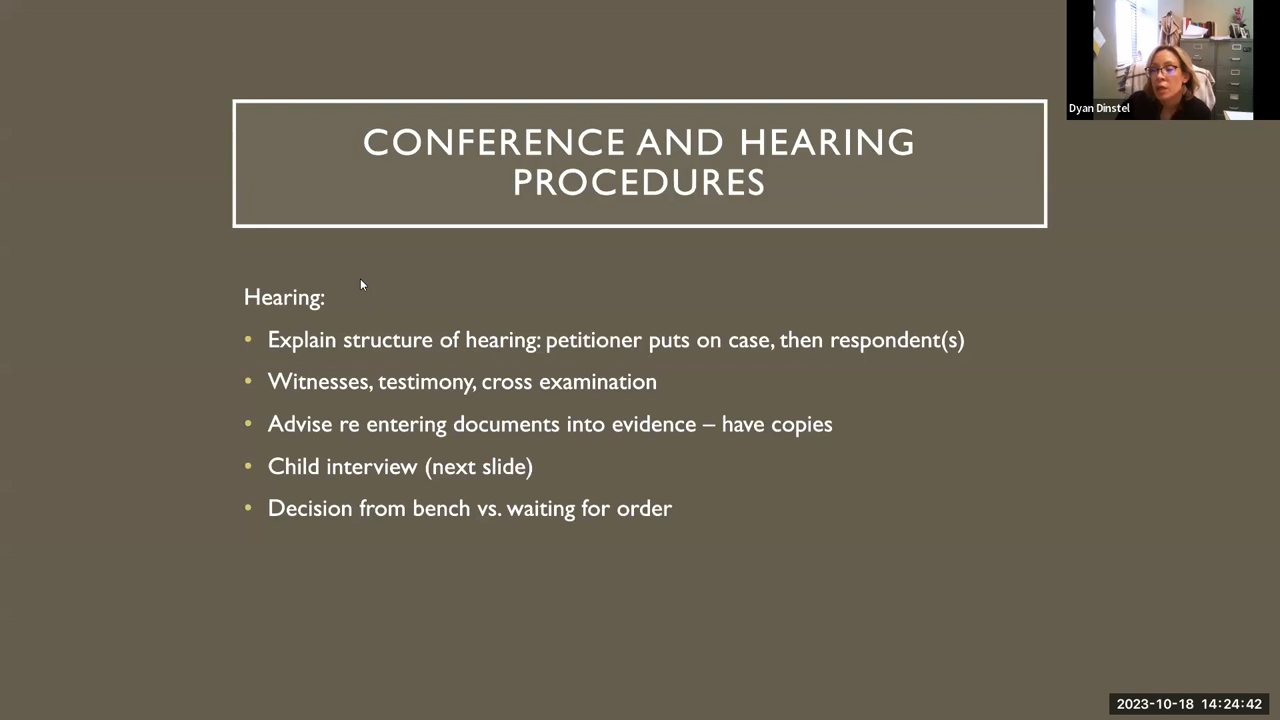 Dyan Dinstel
CONFERENCE AND HEARING
PROCEDURES
Hearing:
• Explain structure of hearing: petitioner puts on case, then respondent(s)
• Witnesses, testimony, cross examination
• Advise re entering documents into evidence – have copies
• Child interview (next slide)
• Decision from bench vs. waiting for order
2023-10-18 14:24:42